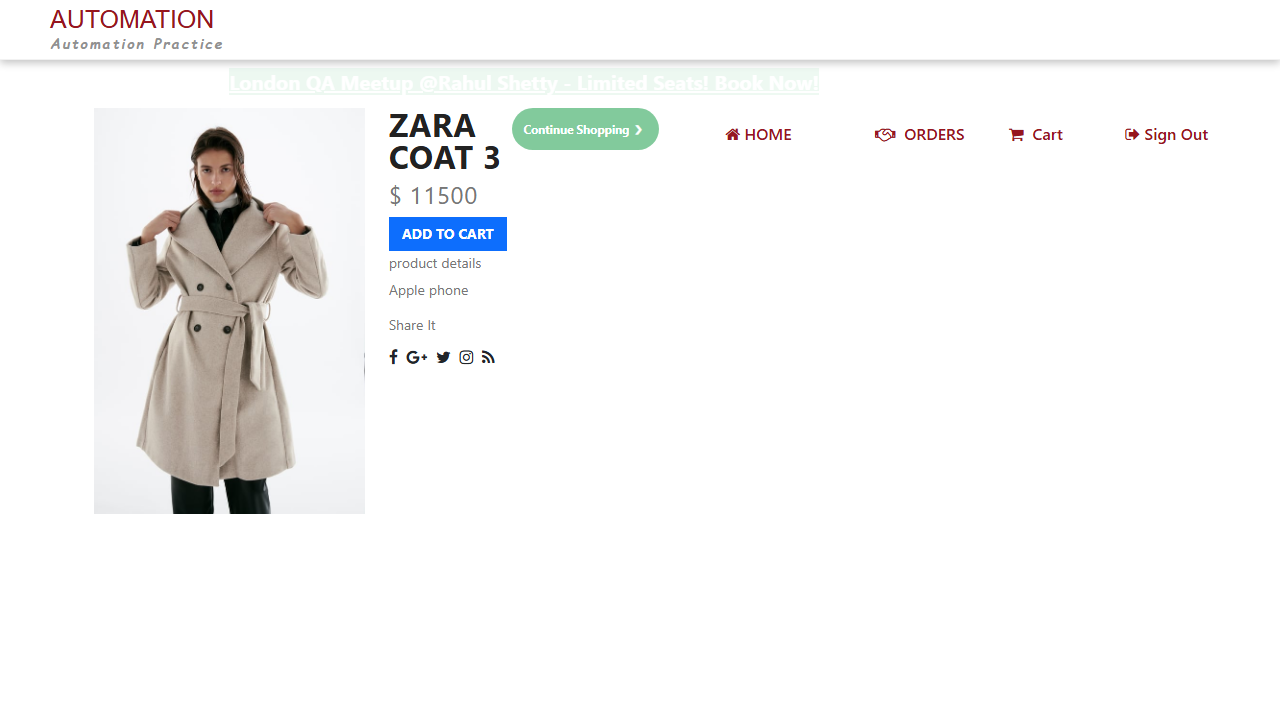 AUTOMATION
Automation Practice
London QA Meetup @Rahul Shetty - Limited Seats! Book Now!
ZARA
COAT 3
$ 11500
ADD TO CART
product details
Apple phone
Share It
Continue Shopping ❯
HOME
ORDERS
Cart
Sign Out